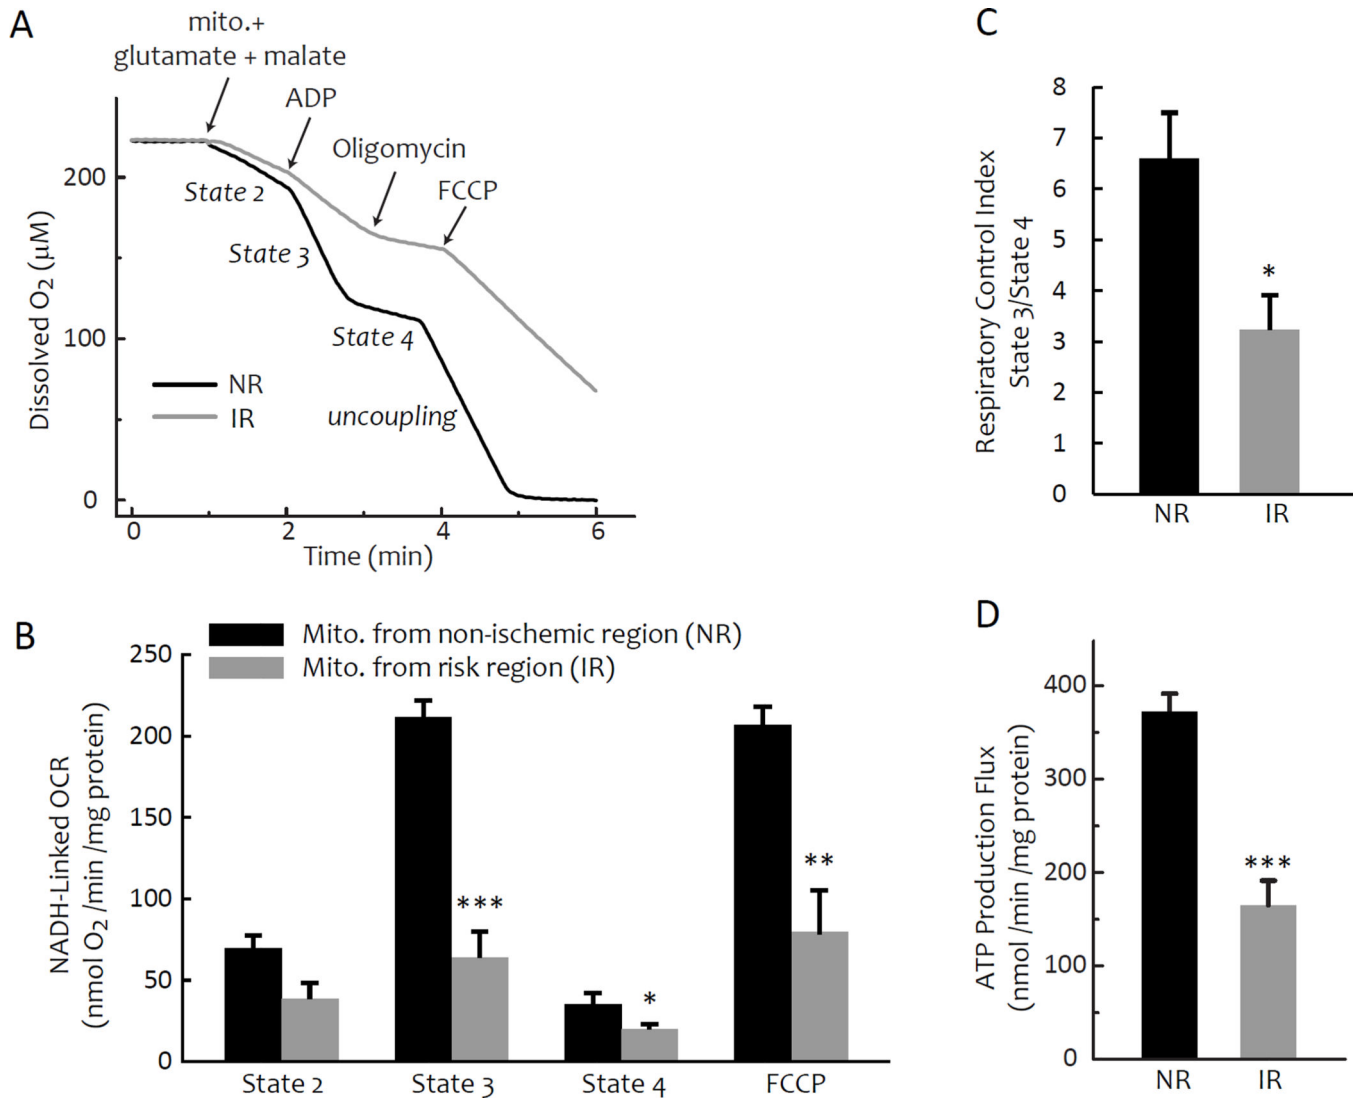 A
mito.+
glutamate + malate
ADP
Oligomycin
FCCP
State 2
State 3
State 4
uncoupling
NR
IR
Dissolved O₂ (μM)
200
100
0
0 2 4 6
Time (min)
B
Mito. from non-ischemic region (NR)
Mito. from risk region (IR)
NADH-Linked OCR
(nmol O₂ /min /mg protein)
250
200
150
100
50
0
***
*
**
State 2 State 3 State 4 FCCP
C
Respiratory Control Index
State 3/State 4
8
7
6
5
4
3
2
1
0
*
NR IR
D
ATP Production Flux
(nmol /min /mg protein)
400
300
200
100
0
***
NR IR